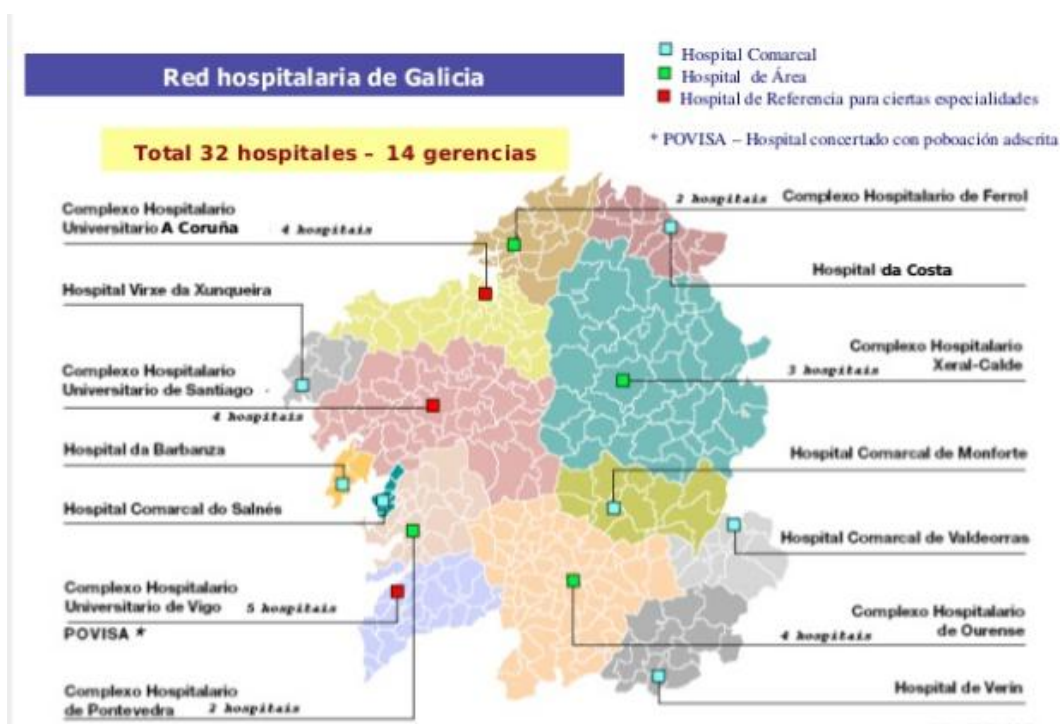 Red hospitalaria de Galicia
Hospital Comarcal
Hospital de Área
Hospital de Referencia para ciertas especialidades
* POVISA – Hospital concertado con poboación adscrita
Total 32 hospitales – 14 gerencias
Complexo Hospitalario
Universitario A Coruña 4 hospitais
2 hospitais Complexo Hospitalario de Ferrol
Hospital da Costa
Hospital Virxe da Xunqueira
Complexo Hospitalario
3 hospitais Xeral-Calde
Complexo Hospitalario
Universitario de Santiago
4 hospitais
Hospital da Barbanza
Hospital Comarcal de Monforte
Hospital Comarcal do Salnés
Hospital Comarcal de Valdeorras
Complexo Hospitalario
Universitario de Vigo 5 hospitais
POVISA *
Complexo Hospitalario
4 hospitais de Ourense
Complexo Hospitalario
de Pontevedra 2 hospitais
Hospital de Verin